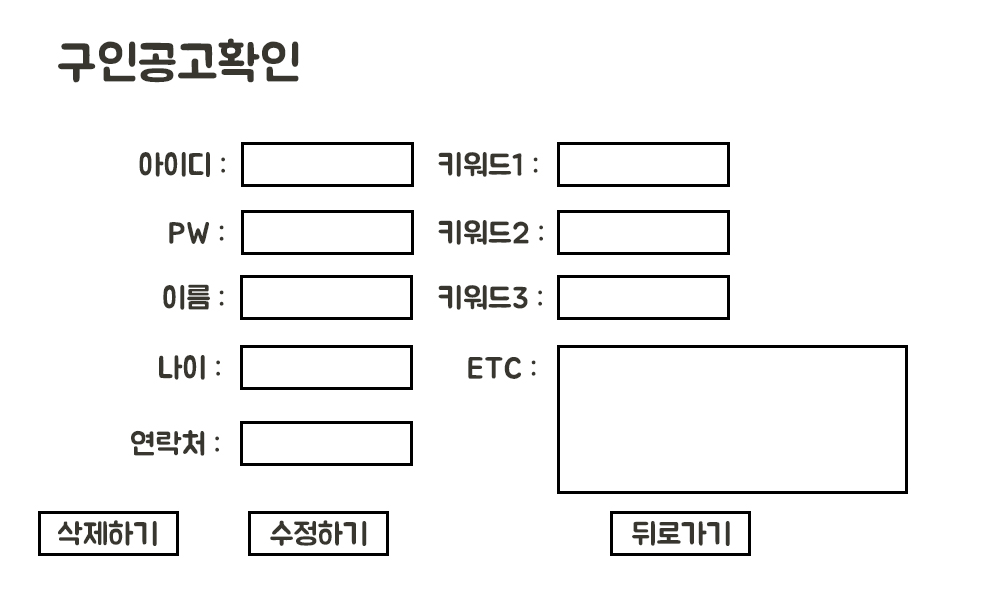 구인공고확인
아이디 : 키워드1 :
PW : 키워드2 :
이름 : 키워드3 :
나이 : ETC :
연락처 :
삭제하기 수정하기 뒤로가기